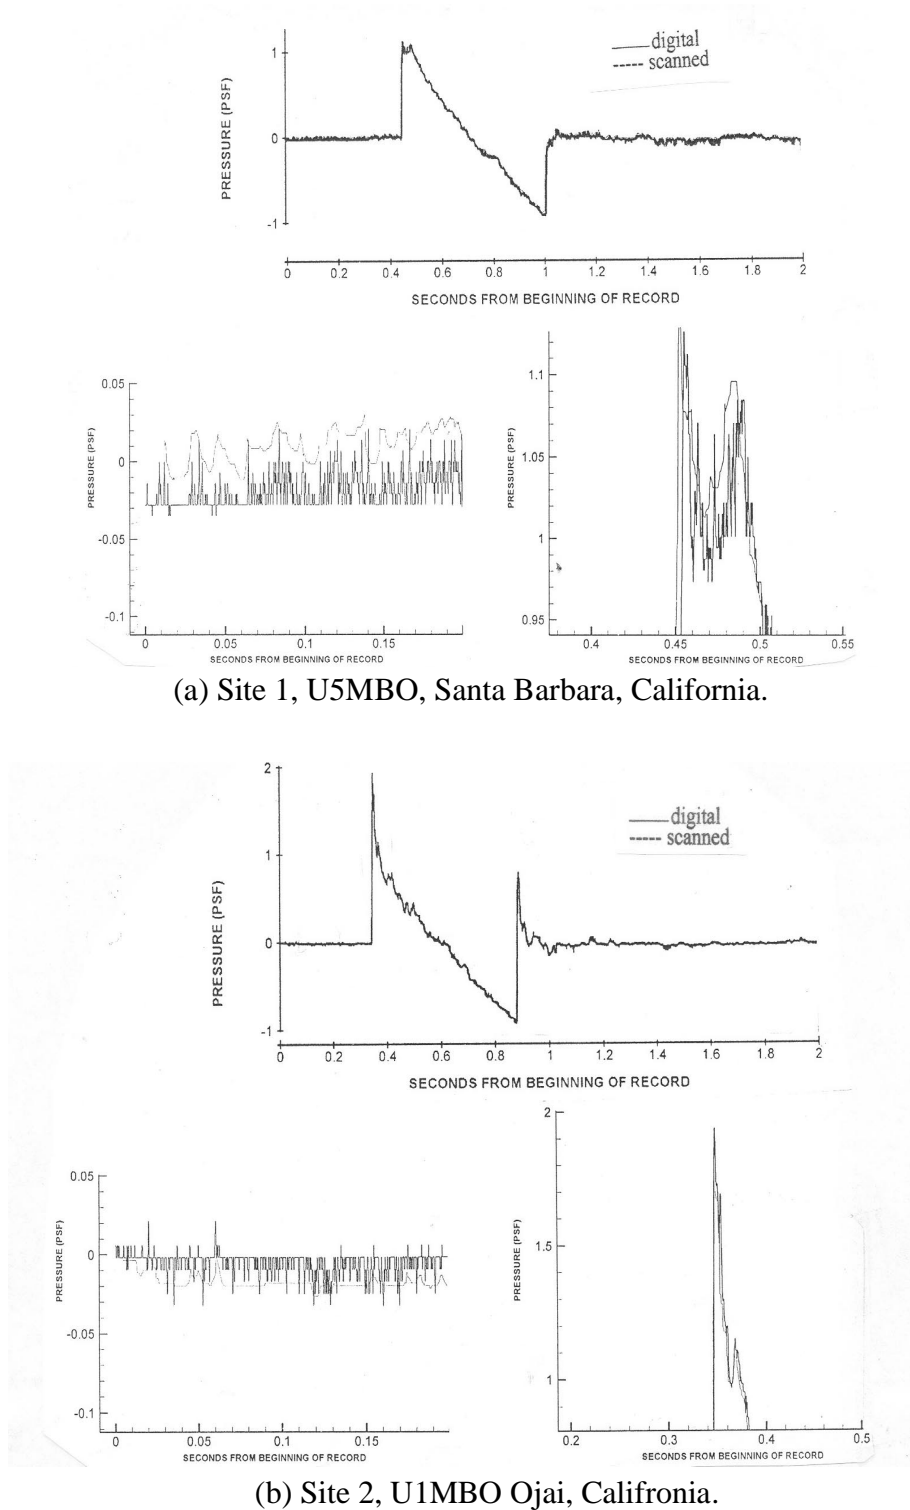 1
0
-1
PRESSURE (PSF)
digital
scanned
0 0.2 0.4 0.6 0.8 1 1.2 1.4 1.6 1.8 2
SECONDS FROM BEGINNING OF RECORD
0.05
0
-0.05
-0.1
PRESSURE (PSF)
0 0.05 0.1 0.15
SECONDS FROM BEGINNING OF RECORD
1.1
1.05
1
0.95
PRESSURE (PSF)
0.4 0.45 0.5 0.55
SECONDS FROM BEGINNING OF RECORD
(a) Site 1, U5MBO, Santa Barbara, California.
2
1
0
-1
PRESSURE (PSF)
digital
scanned
0 0.2 0.4 0.6 0.8 1 1.2 1.4 1.6 1.8 2
SECONDS FROM BEGINNING OF RECORD
0.05
0
-0.05
-0.1
PRESSURE (PSF)
0 0.05 0.1 0.15
SECONDS FROM BEGINNING OF RECORD
2
1.5
1
PRESSURE (PSF)
0.2 0.3 0.4 0.5
SECONDS FROM BEGINNING OF RECORD
(b) Site 2, U1MBO Ojai, Califronia.